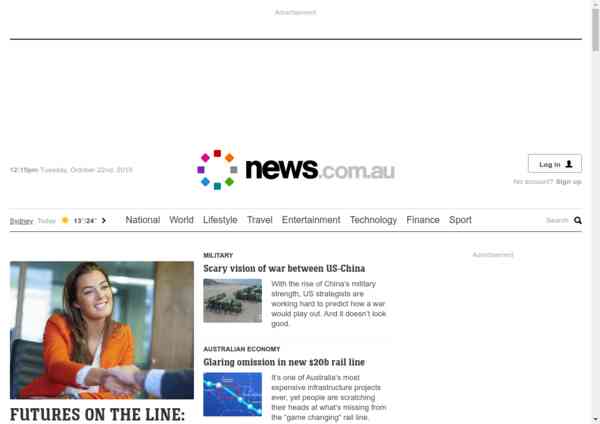 Advertisement
12:15pm Tuesday, October 22nd, 2019
news.com.au
Log in
No account? Sign up
Sydney Today 13°/24° National World Lifestyle Travel Entertainment Technology Finance Sport Search
Advertisement
MILITARY
Scary vision of war between US-China
With the rise of China's military
strength, US strategists are
working hard to predict how a war
would play out. And it doesn't look
good.
AUSTRALIAN ECONOMY
Glaring omission in new $20b rail line
It's one of Australia's most
expensive infrastructure projects
ever, yet people are scratching
their heads at what's missing from
the "game changing" rail line.
FUTURES ON THE LINE: